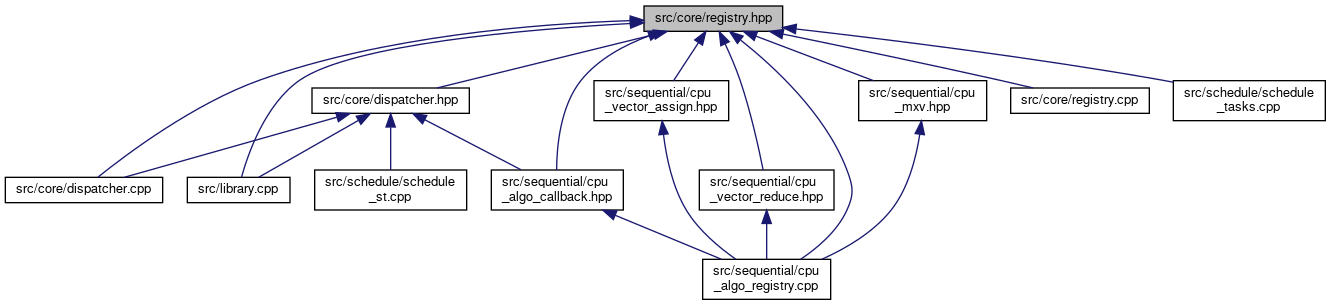 src/core/registry.hpp
src/core/dispatcher.hpp
src/sequential/cpu
_vector_assign.hpp
src/sequential/cpu
_mxv.hpp
src/core/registry.cpp
src/schedule/schedule
_tasks.cpp
src/core/dispatcher.cpp
src/library.cpp
src/schedule/schedule
_st.cpp
src/sequential/cpu
_algo_callback.hpp
src/sequential/cpu
_vector_reduce.hpp
src/sequential/cpu
_algo_registry.cpp